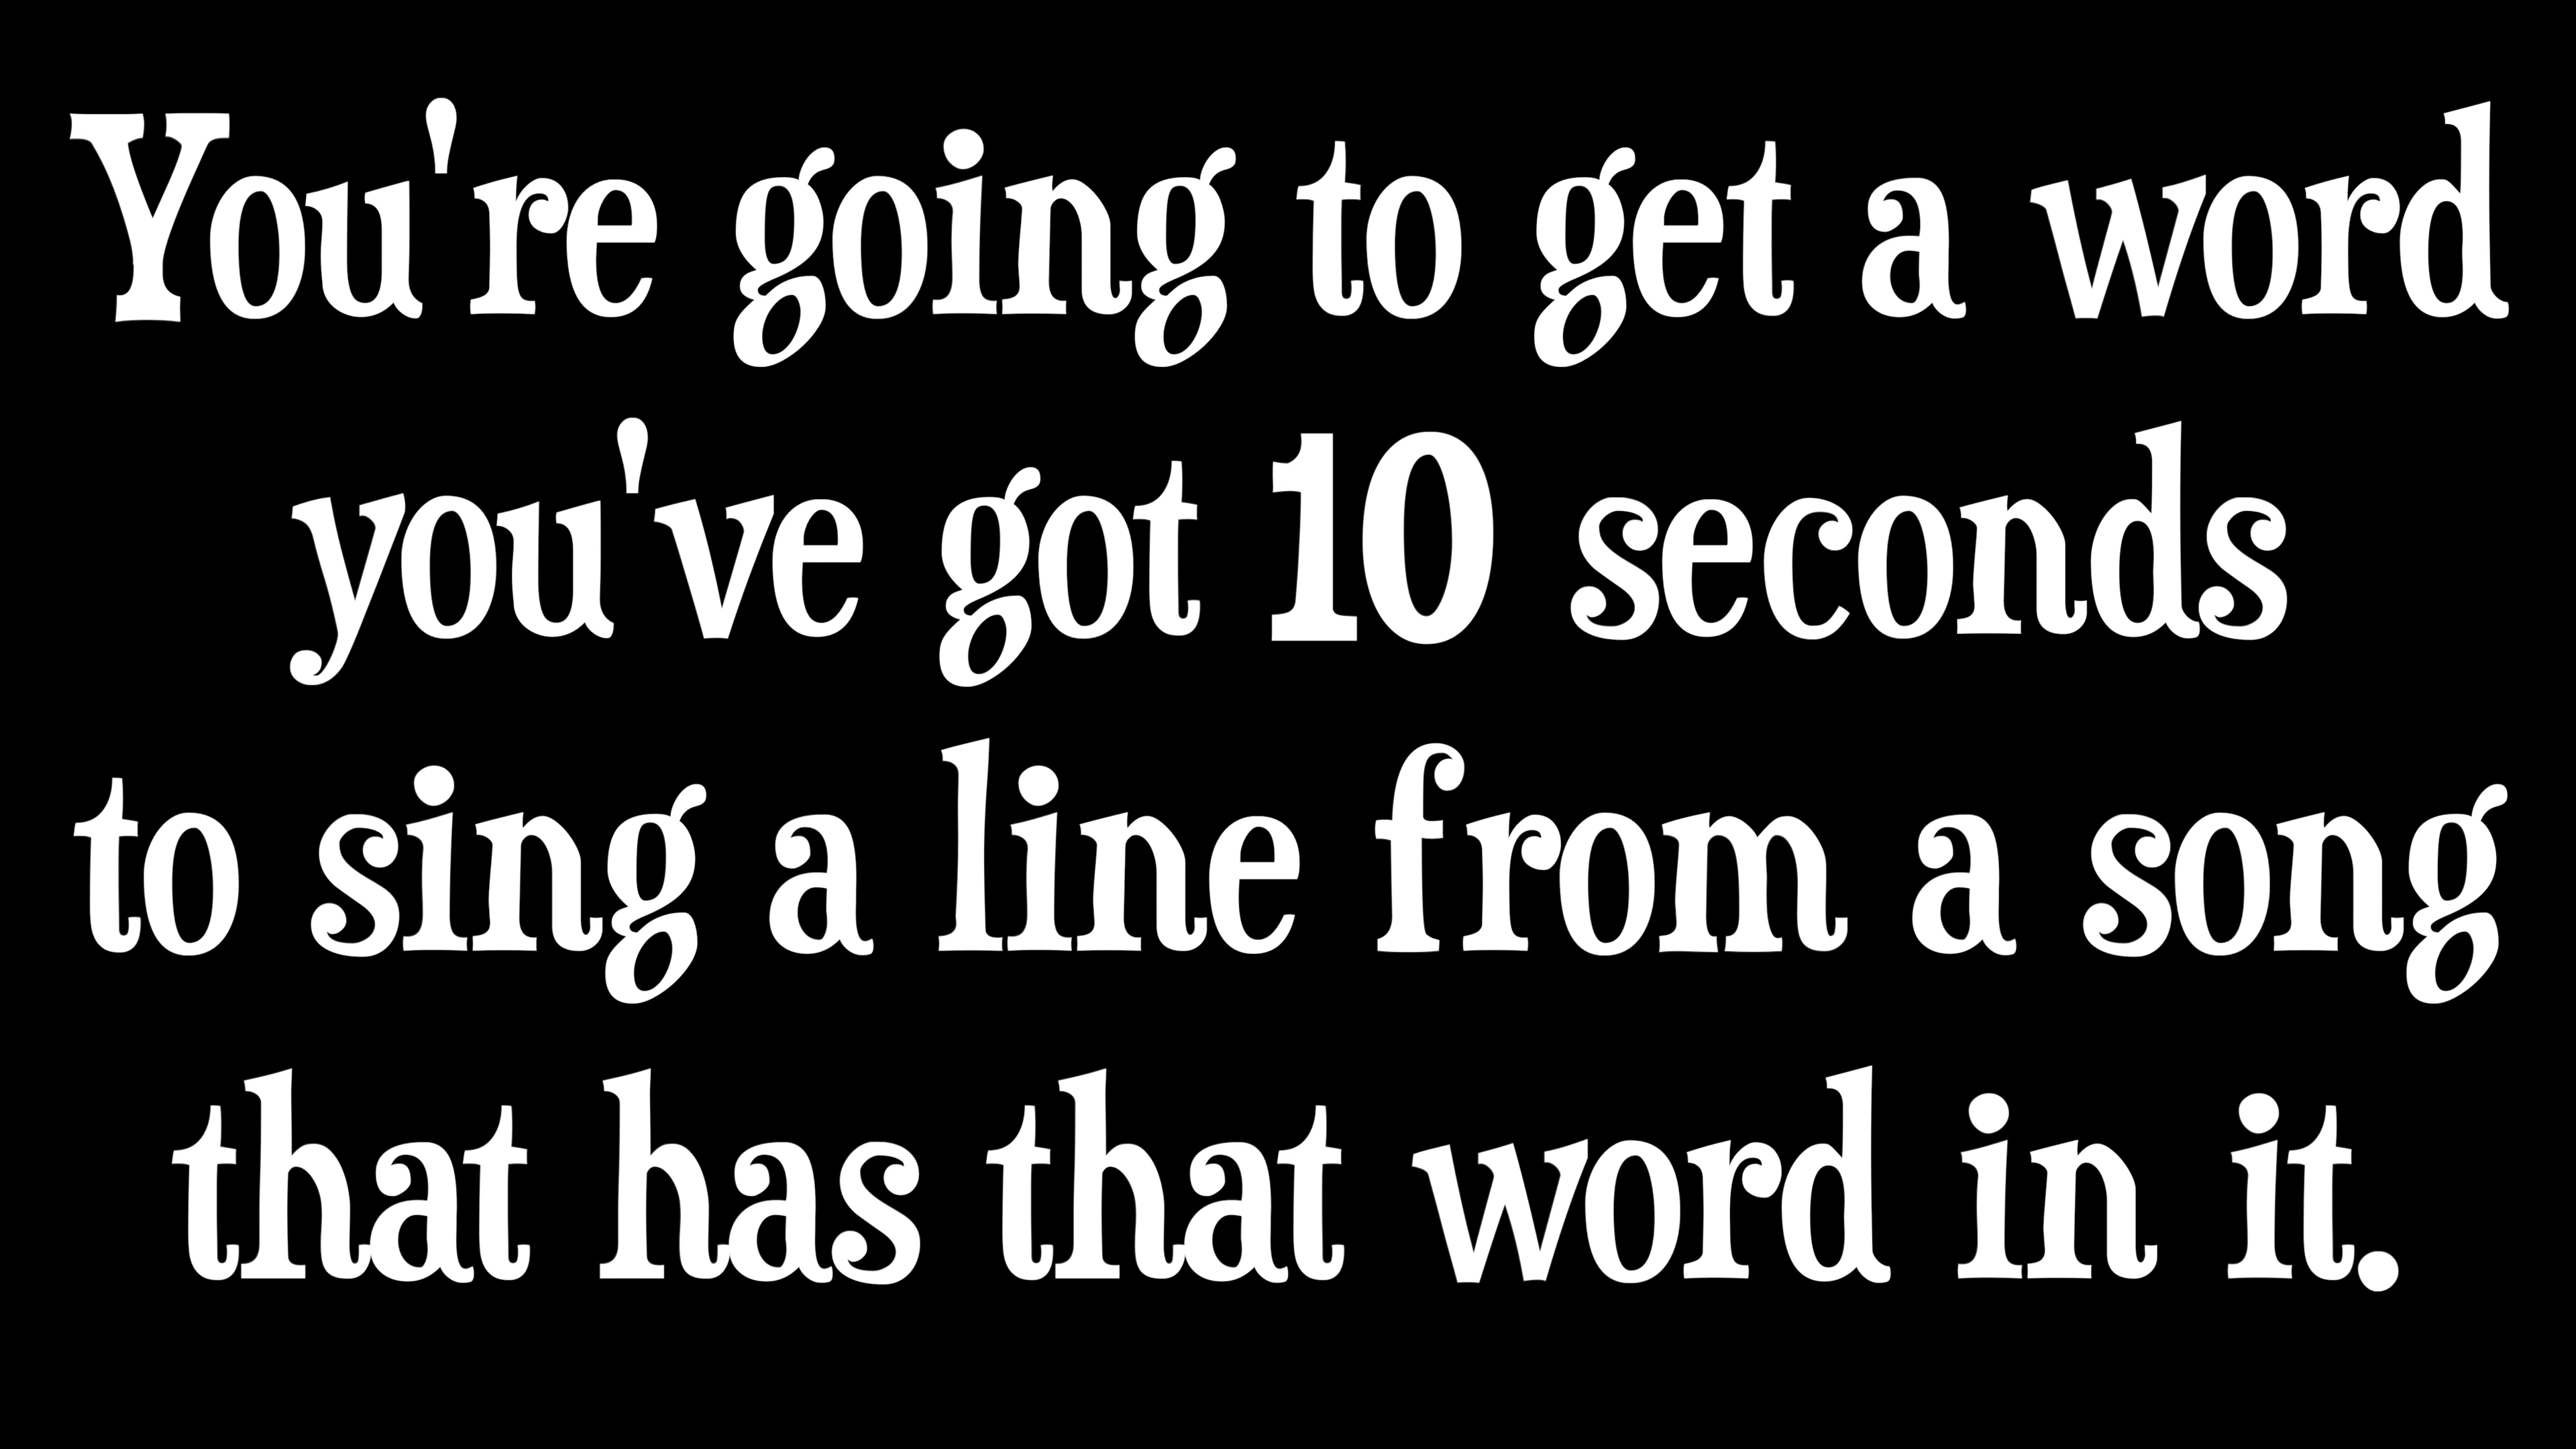 You're going to get a word
you've got 10 seconds
to sing a line from a song
that has that word in it.